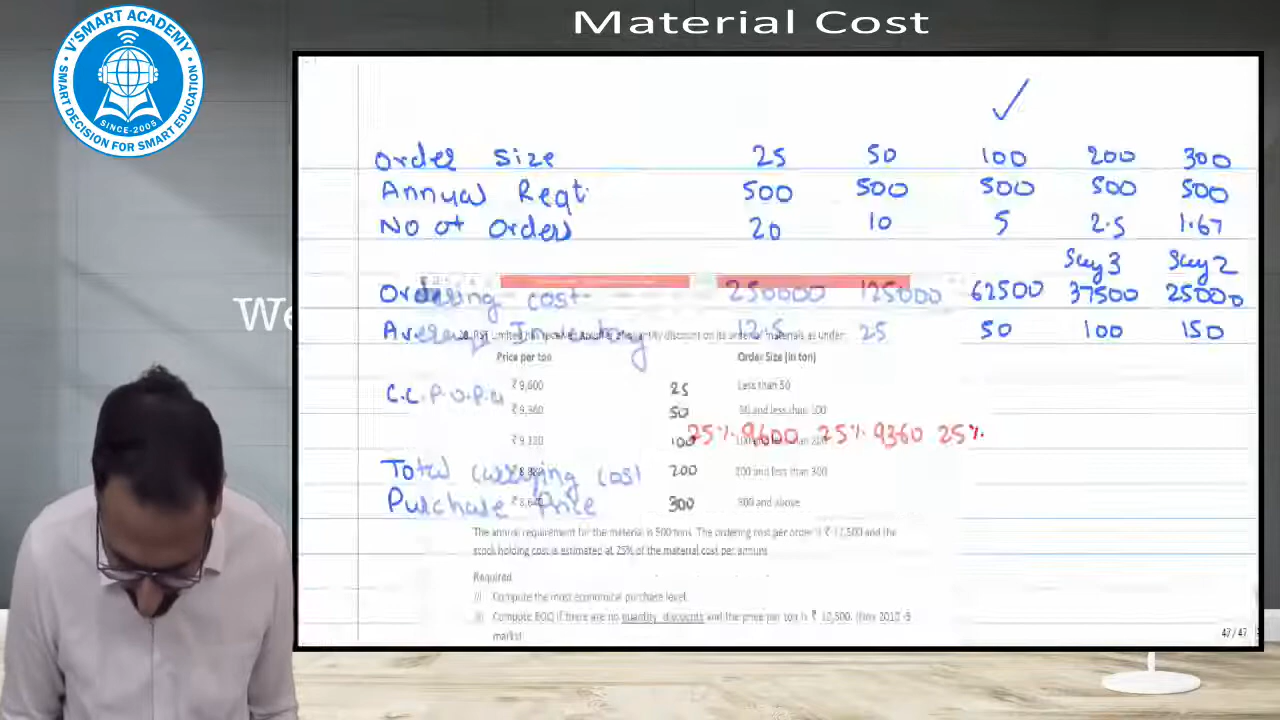 Material Cost
V'SMART ACADEMY
SMART DECISION FOR SMART EDUCATION
SINCE-2005
We
Order Size 25 50 100 200 300
Annual Reqt. 500 500 500 500 500
No of Orders 20 10 5 2.5 1.67
Say 3 Say 2
Ordering cost 250000 125000 62500 37500 25000
Average Inventory 12.5 25 50 100 150
Price per ton Order Size (in ton)
₹ 9,600 25 Less than 50
C.C.P.U.P.A
₹ 9,360 50 50 and less than 100
25% 9600 25% 9360 25%
100
Total carrying cost 200 200 and less than 300
Purchase Price 300 300 and above
The annual requirement for the material is 500 tons. The ordering cost per order is ₹ 12,500 and the
stock holding cost is estimated at 25% of the material cost per annum
Required
(i) Compute the most economical purchase level.
(ii) Compute EOQ if there are no quantity discounts and the price per ton is ₹ 10,500.
marks)
47 / 47